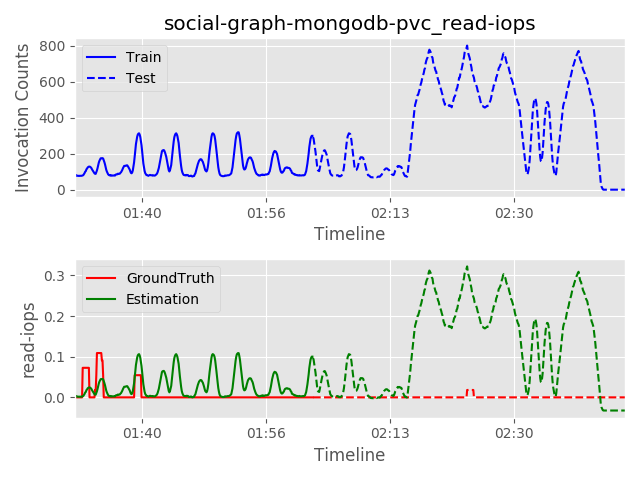 social-graph-mongodb-pvc_read-iops
Invocation Counts
800
600
400
200
0
Train
Test
01:40
01:56
02:13
02:30
Timeline
read-iops
0.3
0.2
0.1
0.0
GroundTruth
Estimation
01:40
01:56
02:13
02:30
Timeline